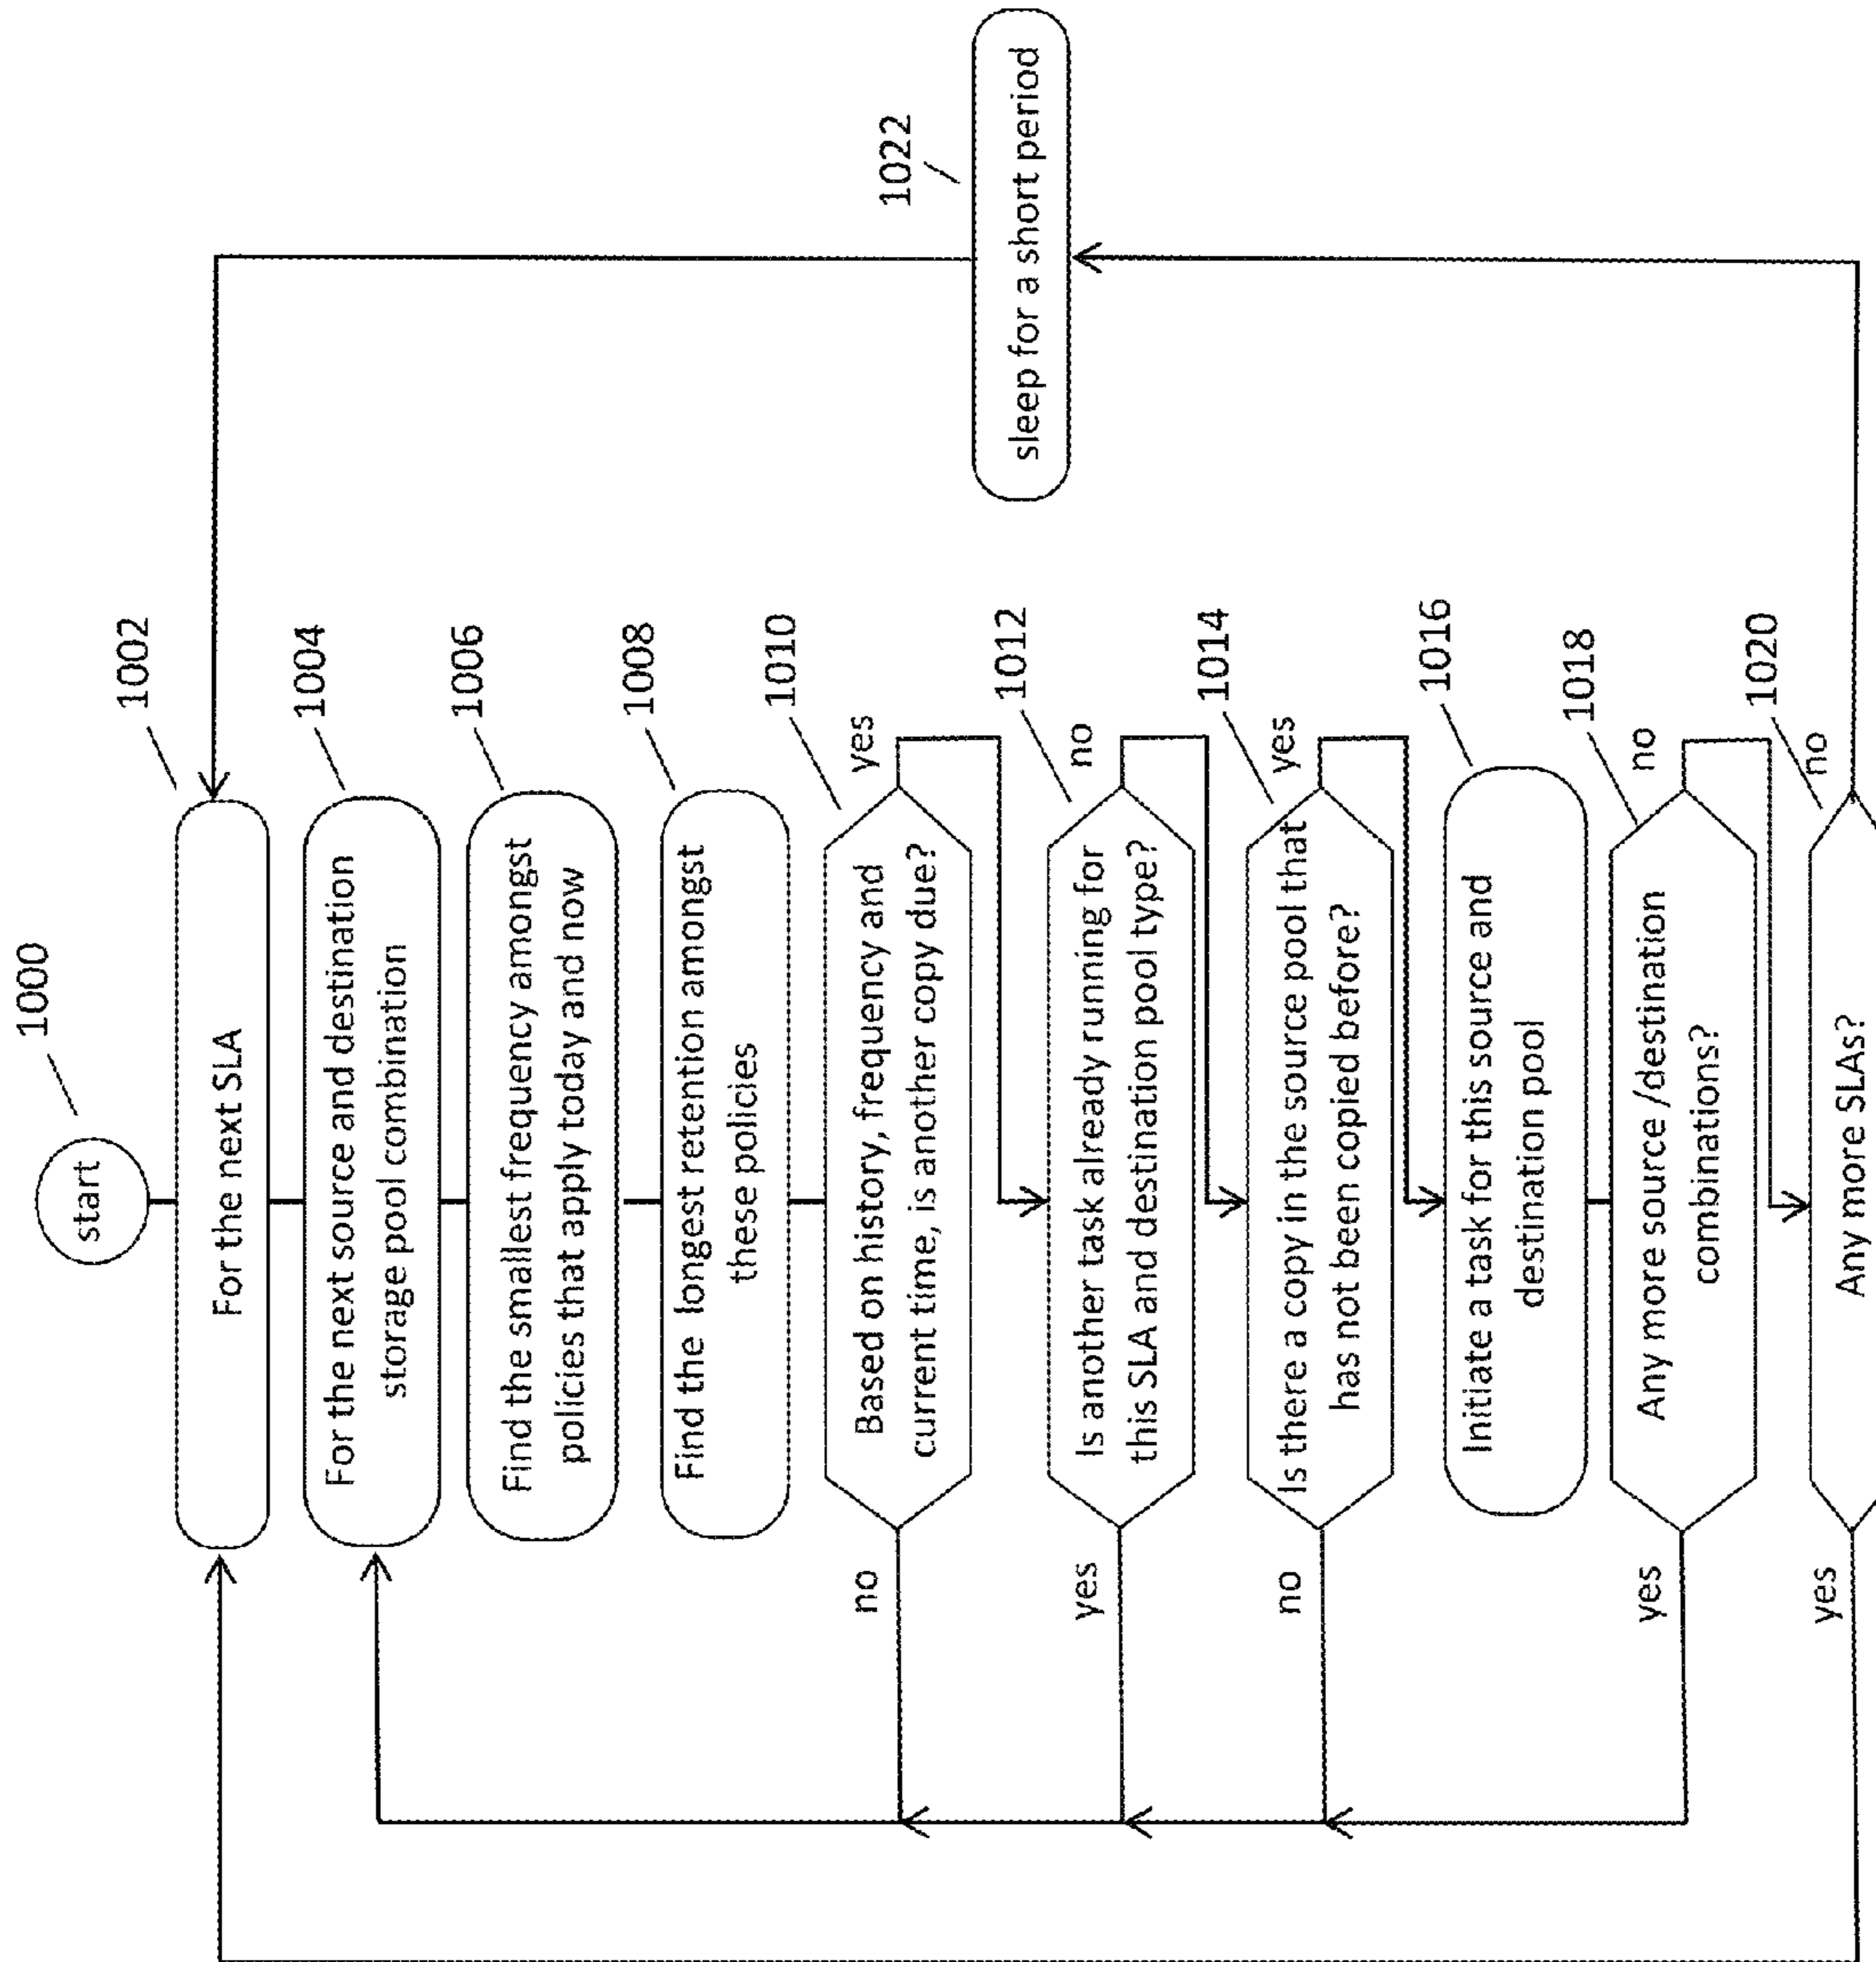 1000
start
1002
For the next SLA
1004
For the next source and destination
storage pool combination
1006
Find the smallest frequency amongst
policies that apply today and now
1008
Find the longest retention amongst
these policies
1010
Based on history, frequency and
current time, is another copy due?
no
yes
1012
Is another task already running for
this SLA and destination pool type?
yes
no
1014
Is there a copy in the source pool that
has not been copied before?
no
yes
1016
Initiate a task for this source and
destination pool
1018
Any more source /destination
combinations?
yes
no
1020
Any more SLAs?
yes
no
1022
sleep for a short period